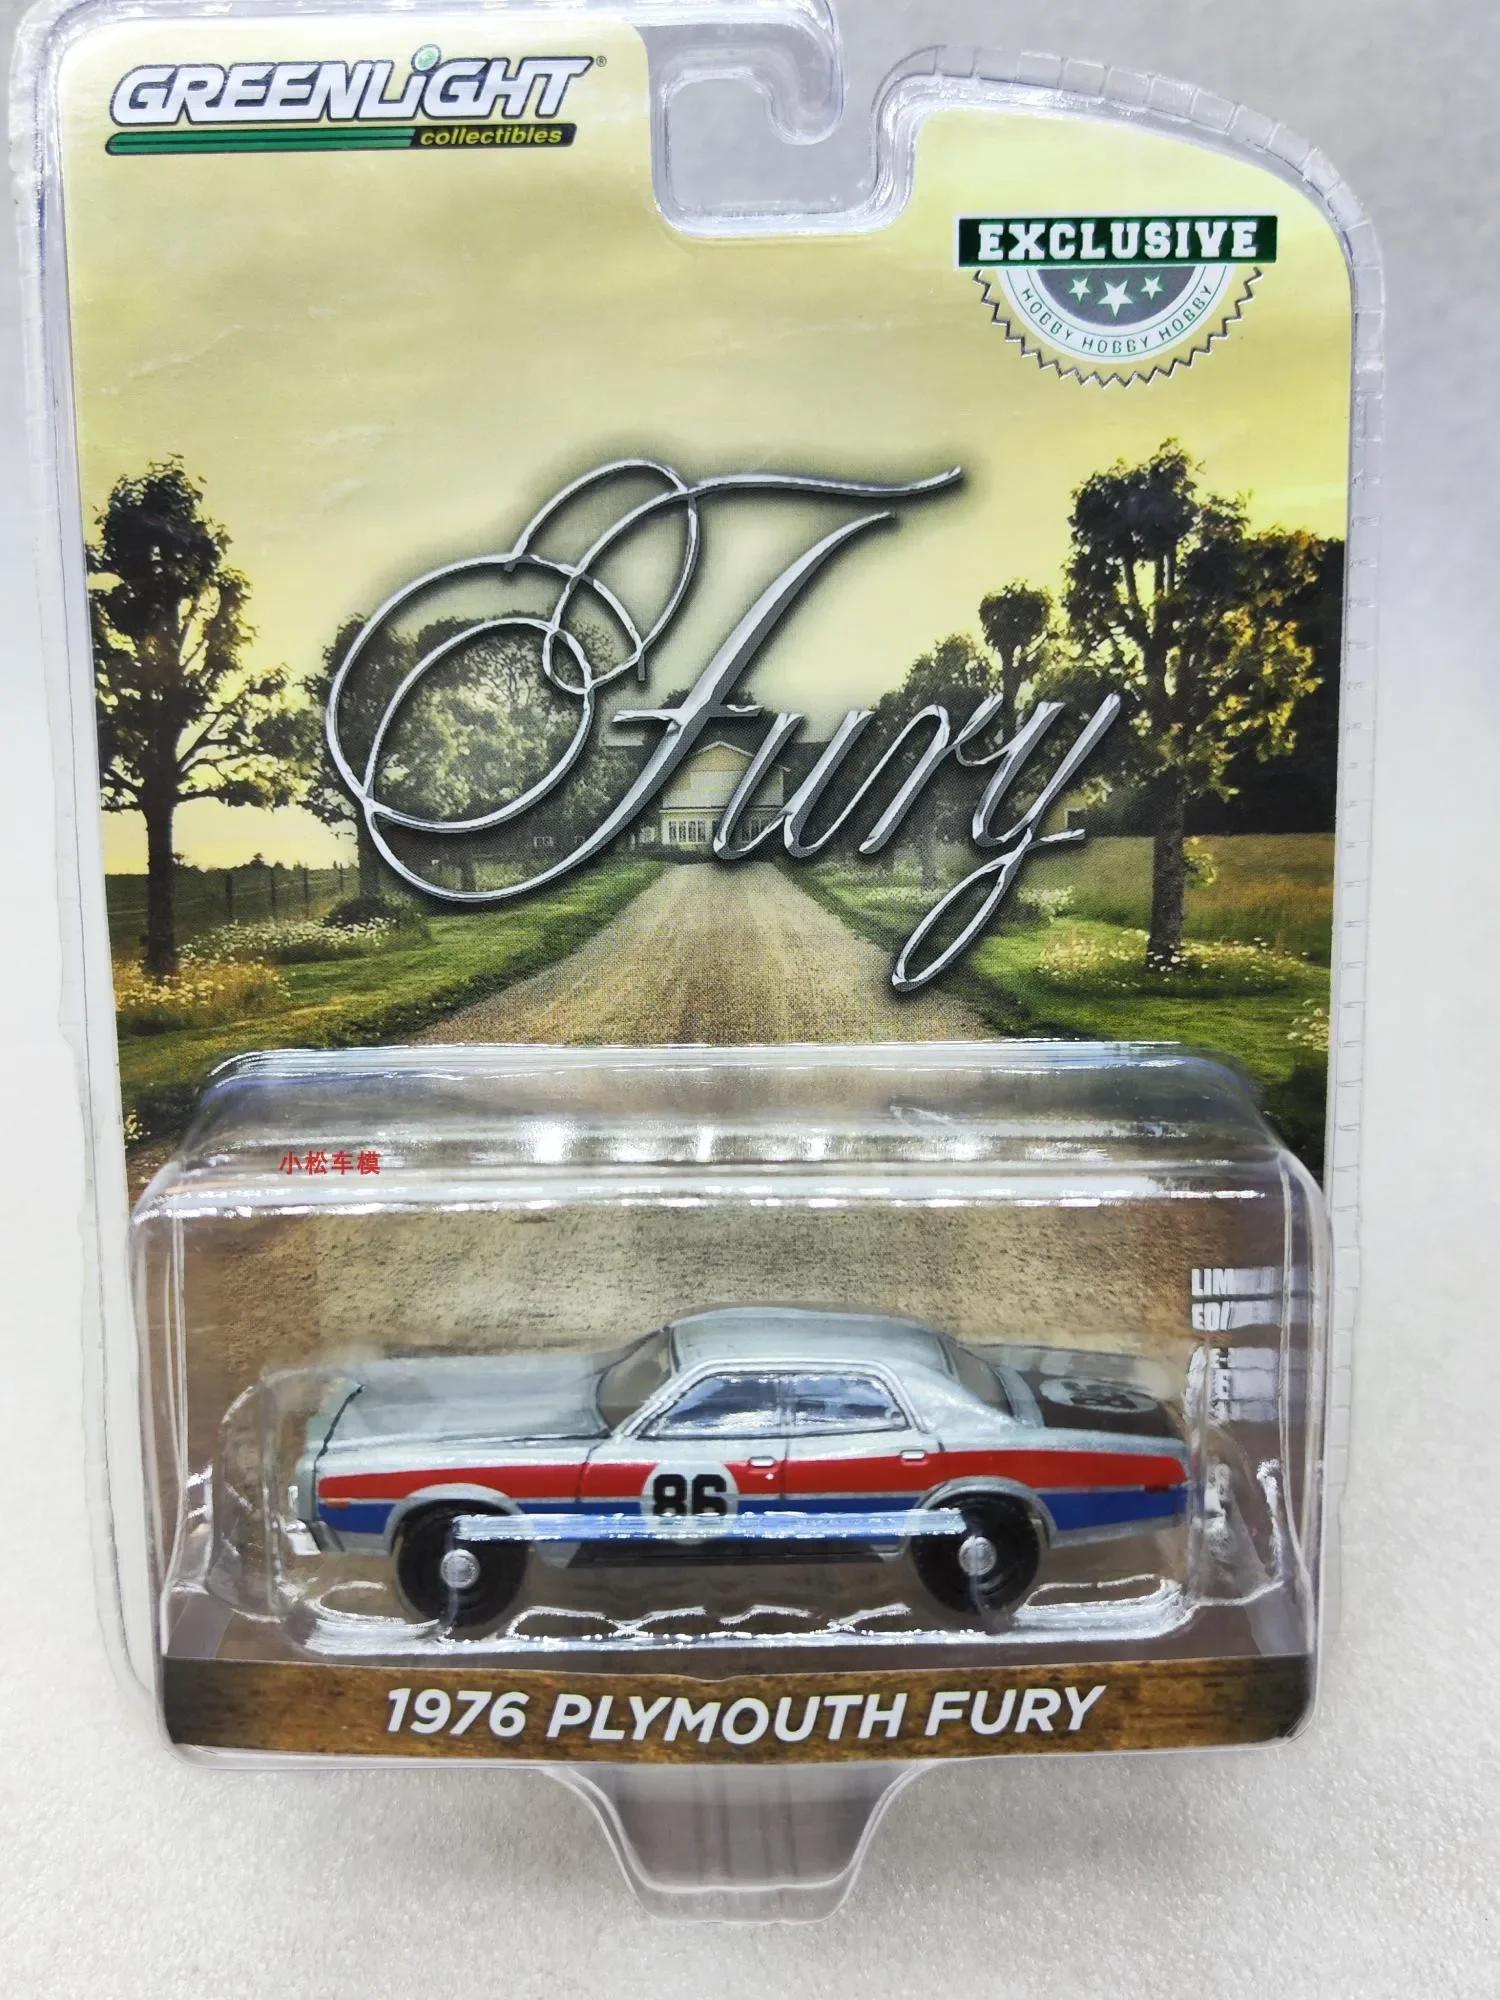 GREENLiGHT®
collectibles
EXCLUSIVE
HOBBY HOBBY HOBBY
Fury
小松车模
86
1976 PLYMOUTH FURY